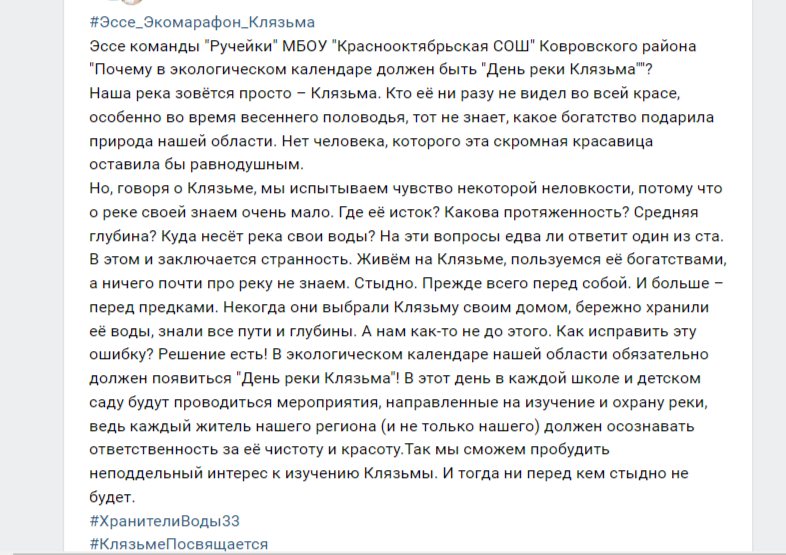 #Эссе_Экомарафон_Клязьма
Эссе команды "Ручейки" МБОУ "Краснооктябрьская СОШ" Ковровского района
"Почему в экологическом календаре должен быть "День реки Клязьма""?
Наша река зовётся просто – Клязьма. Кто её ни разу не видел во всей красе,
особенно во время весеннего половодья, тот не знает, какое богатство подарила
природа нашей области. Нет человека, которого эта скромная красавица
оставила бы равнодушным.
Но, говоря о Клязьме, мы испытываем чувство некоторой неловкости, потому что
о реке своей знаем очень мало. Где её исток? Какова протяженность? Средняя
глубина? Куда несёт река свои воды? На эти вопросы едва ли ответит один из ста.
В этом и заключается странность. Живём на Клязьме, пользуемся её богатствами,
а ничего почти про реку не знаем. Стыдно. Прежде всего перед собой. И больше –
перед предками. Некогда они выбрали Клязьму своим домом, бережно хранили
её воды, знали все пути и глубины. А нам как-то не до этого. Как исправить эту
ошибку? Решение есть! В экологическом календаре нашей области обязательно
должен появиться "День реки Клязьма"! В этот день в каждой школе и детском
саду будут проводиться мероприятия, направленные на изучение и охрану реки,
ведь каждый житель нашего региона (и не только нашего) должен осознавать
ответственность за её чистоту и красоту.Так мы сможем пробудить
неподдельный интерес к изучению Клязьмы. И тогда ни перед кем стыдно не
будет.
#ХранителиВоды33
#КлязьмеПосвящается